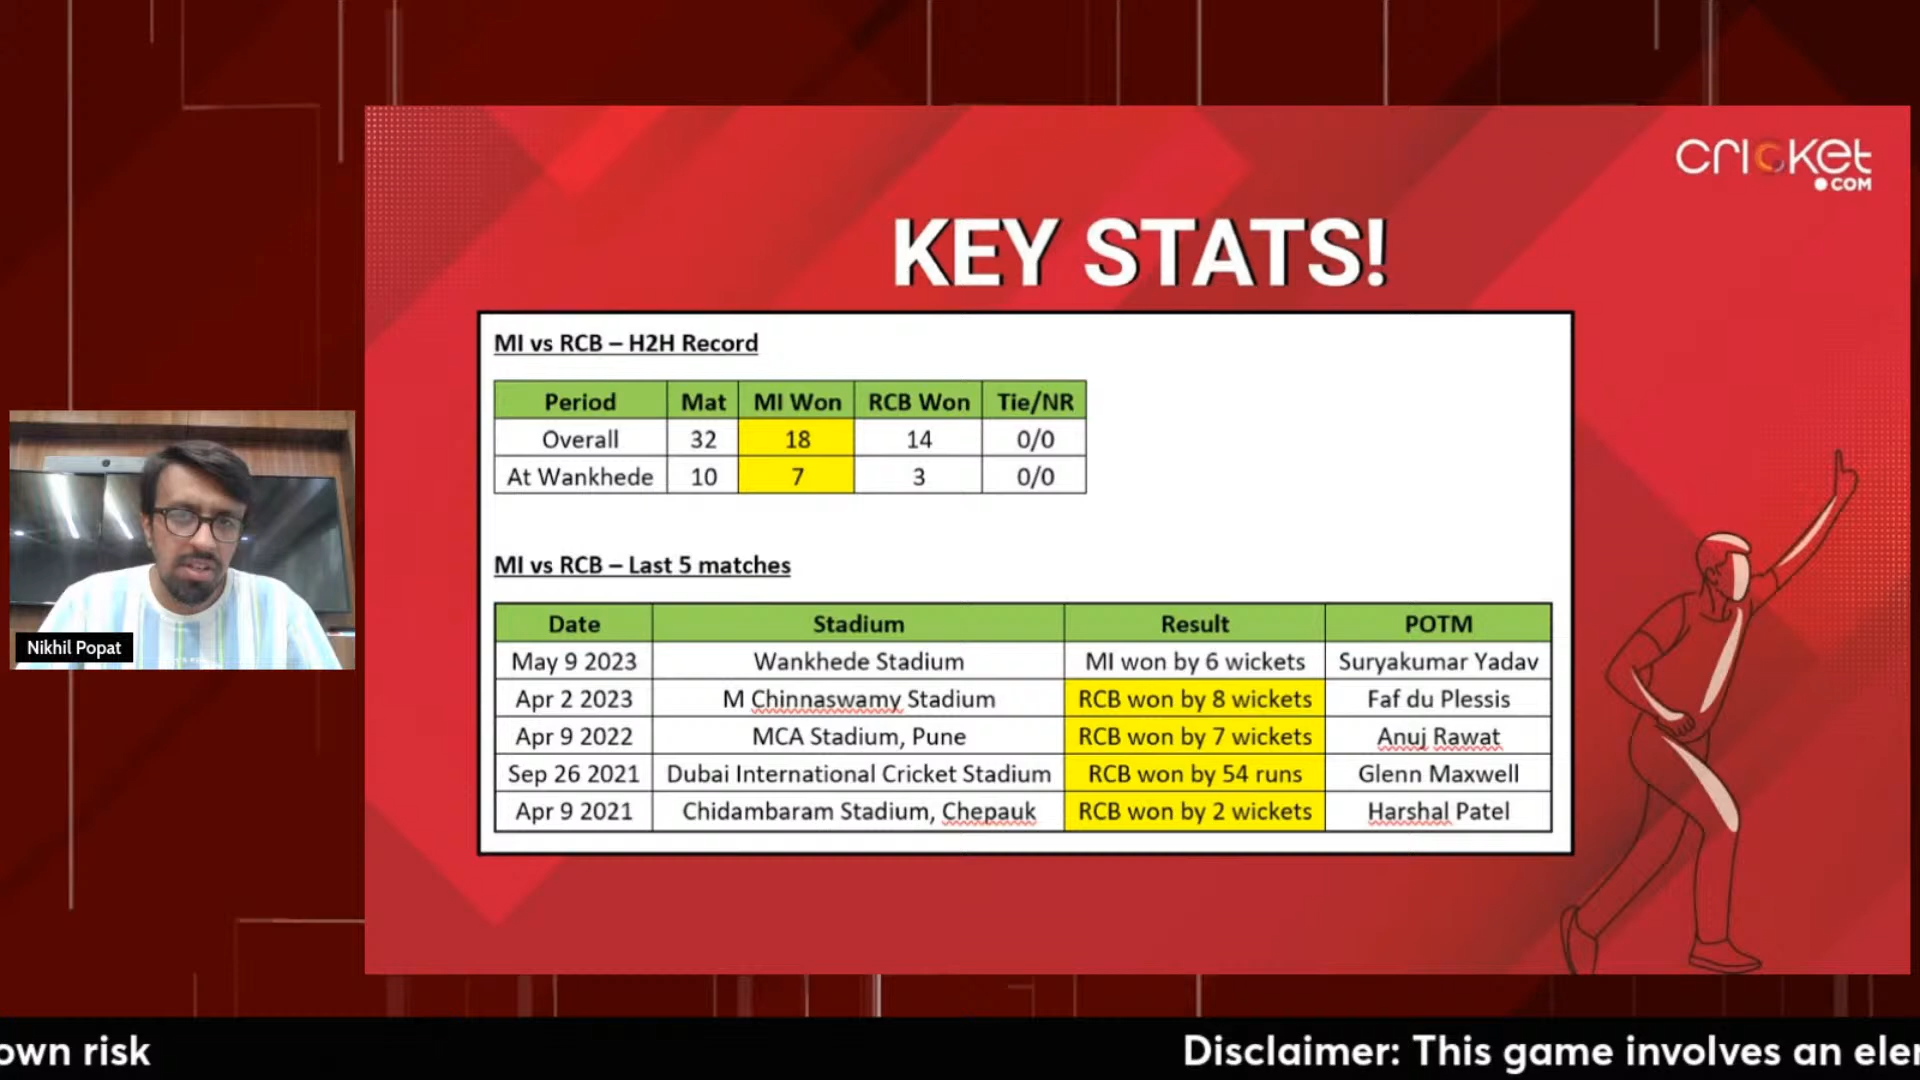 cricket
.COM
KEY STATS!
MI vs RCB – H2H Record
Period Mat MI Won RCB Won Tie/NR
Overall 32 18 14 0/0
At Wankhede 10 7 3 0/0
MI vs RCB – Last 5 matches
Date Stadium Result POTM
May 9 2023 Wankhede Stadium MI won by 6 wickets Suryakumar Yadav
Apr 2 2023 M Chinnaswamy Stadium RCB won by 8 wickets Faf du Plessis
Apr 9 2022 MCA Stadium, Pune RCB won by 7 wickets Anuj Rawat
Sep 26 2021 Dubai International Cricket Stadium RCB won by 54 runs Glenn Maxwell
Apr 9 2021 Chidambaram Stadium, Chepauk RCB won by 2 wickets Harshal Patel
Nikhil Popat
own risk Disclaimer: This game involves an eler